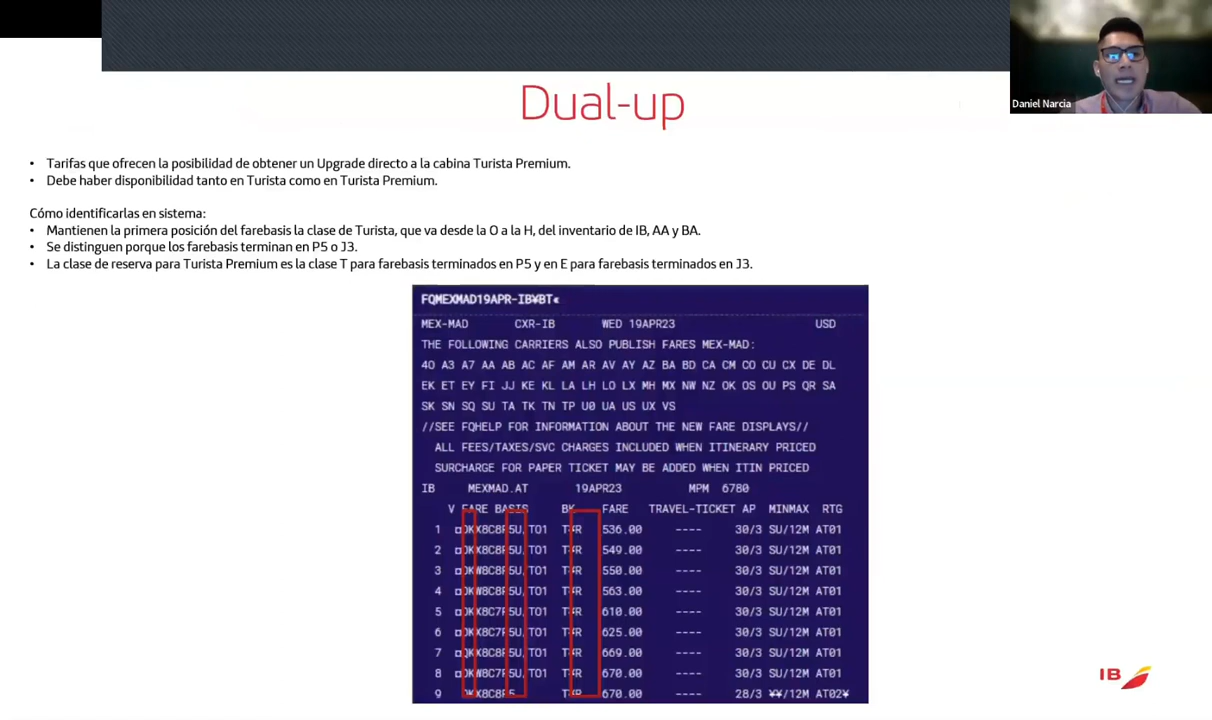 Daniel Narcia
Dual-up
• Tarifas que ofrecen la posibilidad de obtener un Upgrade directo a la cabina Turista Premium.
• Debe haber disponibilidad tanto en Turista como en Turista Premium.
Cómo identificarlas en sistema:
• Mantienen la primera posición del farebasis la clase de Turista, que va desde la O a la H, del inventario de IB, AA y BA.
• Se distinguen porque los farebasis terminan en P5 o J3.
• La clase de reserva para Turista Premium es la clase T para farebasis terminados en P5 y en E para farebasis terminados en J3.
FQMEXMAD19APR-IB¥BT«
MEX-MAD CXR-IB WED 19APR23 USD
THE FOLLOWING CARRIERS ALSO PUBLISH FARES MEX-MAD:
4O A3 A7 AA AB AC AF AM AR AV AY AZ BA BD CA CM CO CU CX DE DL
EK ET EY FI JJ KE KL LA LH LO LX MH MX NW NZ OK OS OU PS QR SA
SK SN SQ SU TA TK TN TP U0 UA US UX VS
//SEE FQHELP FOR INFORMATION ABOUT THE NEW FARE DISPLAYS//
ALL FEES/TAXES/SVC CHARGES INCLUDED WHEN ITINERARY PRICED
SURCHARGE FOR PAPER TICKET MAY BE ADDED WHEN ITIN PRICED
IB MEXMAD.AT 19APR23 MPM 6780
V FARE BASIS BK FARE TRAVEL-TICKET AP MINMAX RTG
1 TO1 536.00 ---- 30/3 SU/12M AT01
2 TO1 549.00 ---- 30/3 SU/12M AT01
3 TO1 550.00 ---- 30/3 SU/12M AT01
4 TO1 563.00 ---- 30/3 SU/12M AT01
5 TO1 610.00 ---- 30/3 SU/12M AT01
6 TO1 625.00 ---- 30/3 SU/12M AT01
7 TO1 669.00 ---- 30/3 SU/12M AT01
8 TO1 670.00 ---- 30/3 SU/12M AT01
9 670.00 ---- 28/3 ¥¥/12M AT02¥
IB